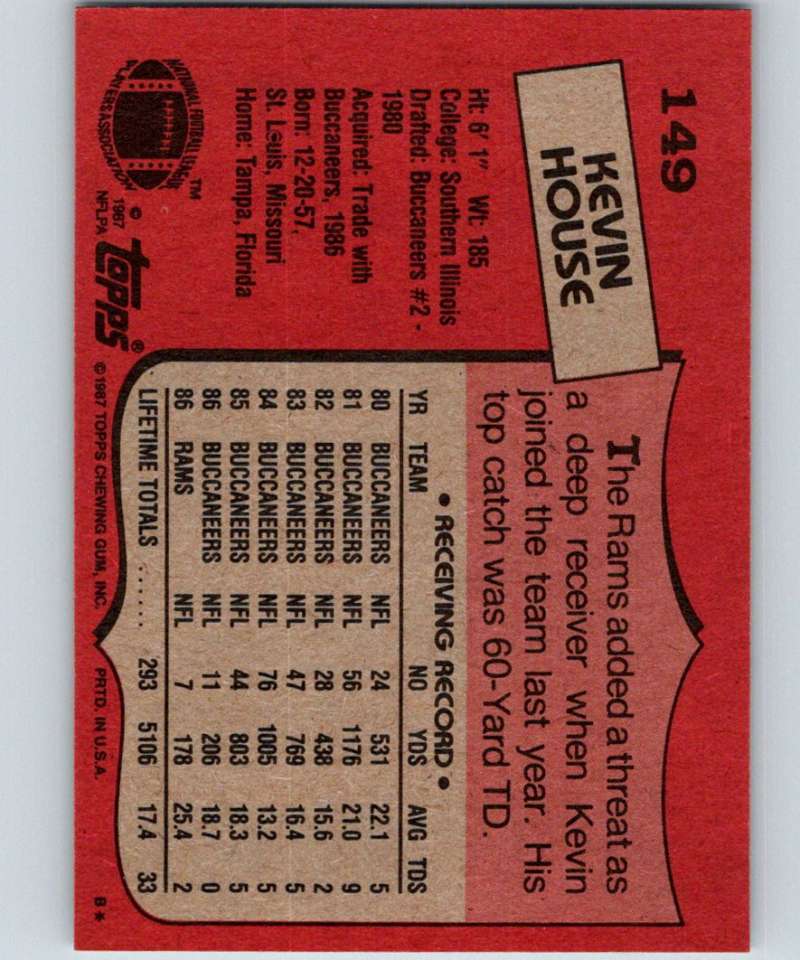 149
KEVIN
HOUSE
Ht: 6' 1" Wt: 185
College: Southern Illinois
Drafted: Buccaneers #2 -
1980
Acquired: Trade with
Buccaneers, 1986
Born: 12-20-57,
St. Louis, Missouri
Home: Tampa, Florida
NATIONAL FOOTBALL LEAGUE
PLAYERS ASSOCIATION
TM
© 1987
NFLPA
topps®
The Rams added a threat as
a deep receiver when Kevin
joined the team last year. His
top catch was 60-Yard TD.
• RECEIVING RECORD •
YR TEAM NO YDS AVG TDS
80 BUCCANEERS NFL 24 531 22.1 5
81 BUCCANEERS NFL 56 1176 21.0 9
82 BUCCANEERS NFL 28 438 15.6 2
83 BUCCANEERS NFL 47 769 16.4 5
84 BUCCANEERS NFL 76 1005 13.2 5
85 BUCCANEERS NFL 44 803 18.3 5
86 BUCCANEERS NFL 11 206 18.7 0
86 RAMS NFL 7 178 25.4 2
LIFETIME TOTALS ...... 293 5106 17.4 33
©1987 TOPPS CHEWING GUM, INC. PRTD. IN U.S.A. B*